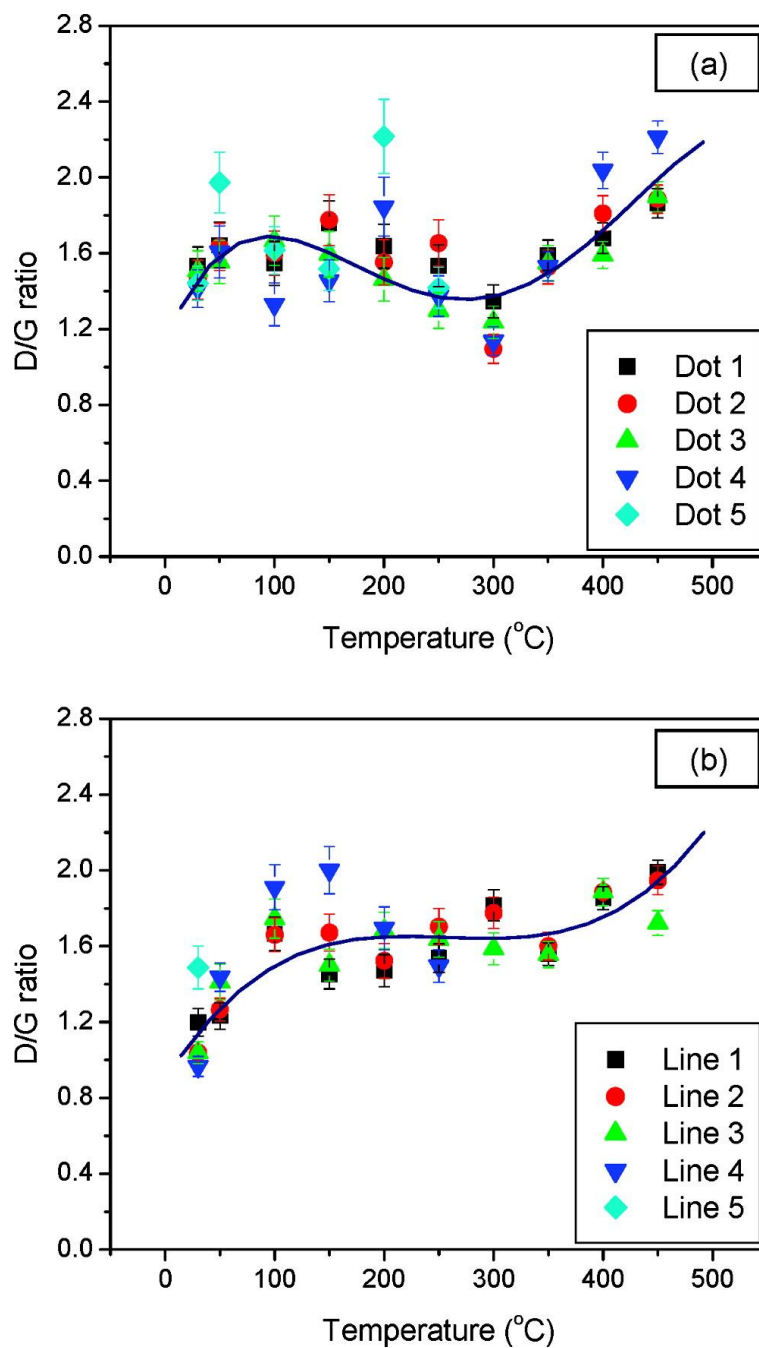 (a)
2.8
2.4
2.0
1.6
1.2
0.8
0.4
0.0
D/G ratio
Dot 1
Dot 2
Dot 3
Dot 4
Dot 5
0 100 200 300 400 500
Temperature (°C)
(b)
2.8
2.4
2.0
1.6
1.2
0.8
0.4
0.0
D/G ratio
Line 1
Line 2
Line 3
Line 4
Line 5
0 100 200 300 400 500
Temperature (°C)